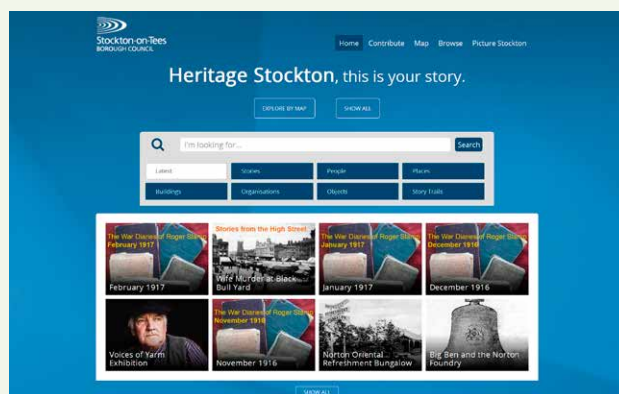 Stockton-on-Tees
BOROUGH COUNCIL
Home Contribute Map Browse Picture Stockton
Heritage Stockton, this is your story.
EXPLORE BY MAP SHOW ALL
I'm looking for... Search
Latest Stories People Places
Buildings Organisations Objects Story Trails
The War Diaries of Roger Stamp
February 1917
February 1917
Stories from the High Street
Wife Murder at Black
Bull Yard
The War Diaries of Roger Stamp
January 1917
January 1917
The War Diaries of Roger Stamp
December 1916
December 1916
Voices of Yarm
Exhibition
The War Diaries of Roger Stamp
November 1916
November 1916
Norton Oriental
Refreshment Bungalow
Big Ben and the Norton
Foundry
SHOW ALL